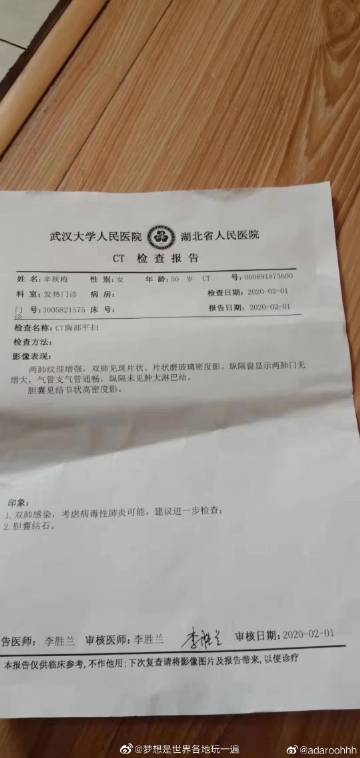 武汉大学人民医院 湖北省人民医院
CT 检查报告
姓名:辛秋梅 性别:女 年龄:50 W CT 号:000891875600
科室:发热门诊 病房: 检查日期:2020-02-01
门诊号:3005821575 床号: 报告日期:2020-02-01
检查名称:CT胸部平扫
检查方法:
影像表现:
两肺纹理增强,双肺见斑片状、片状磨玻璃密度影。纵隔窗显示两肺门无
增大,气管支气管通畅,纵隔未见肿大淋巴结。
胆囊见结节状高密度影。
印象:
1.双肺感染,考虑病毒性肺炎可能,建议进一步检查;
2.胆囊结石。
告医师:李胜兰 审核医师:李胜兰 李胜兰 审核日期:2020-02-01
本报告仅供临床参考,不作他用;下次复查请将影像图片及报告带来,以便诊疗
@梦想是世界各地玩一遍 @adaroohhh